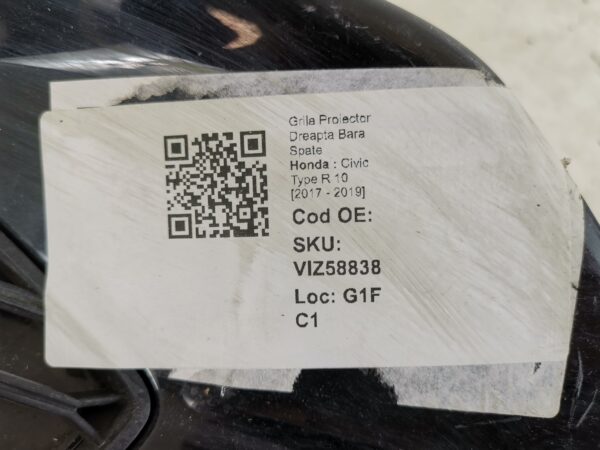 Grila Proiector
Dreapta Bara
Spate
Honda : Civic
Type R 10
[2017 - 2019]
Cod OE:
SKU:
VIZ58838
Loc: G1F
C1